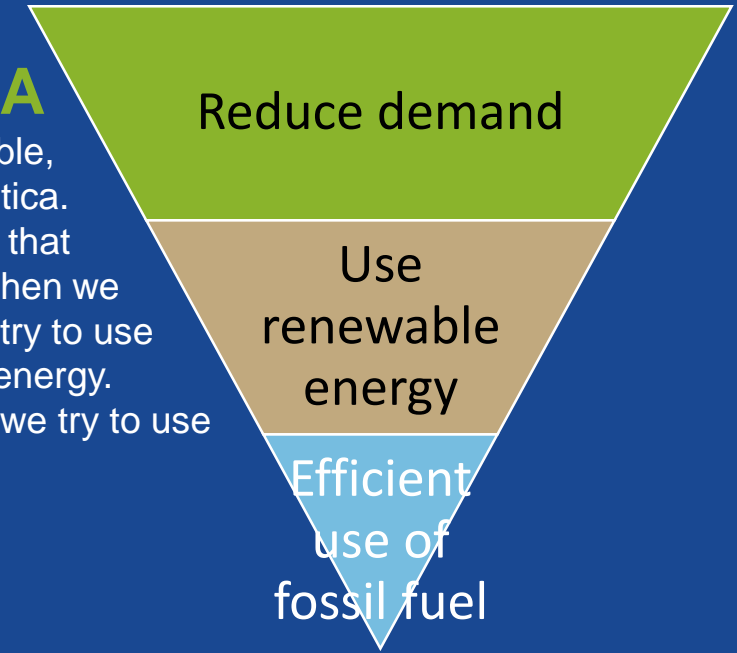 A
ble,
tica.
that
hen we
try to use
energy.
we try to use
Reduce demand
Use
renewable
energy
Efficient
use of
fossil fuel